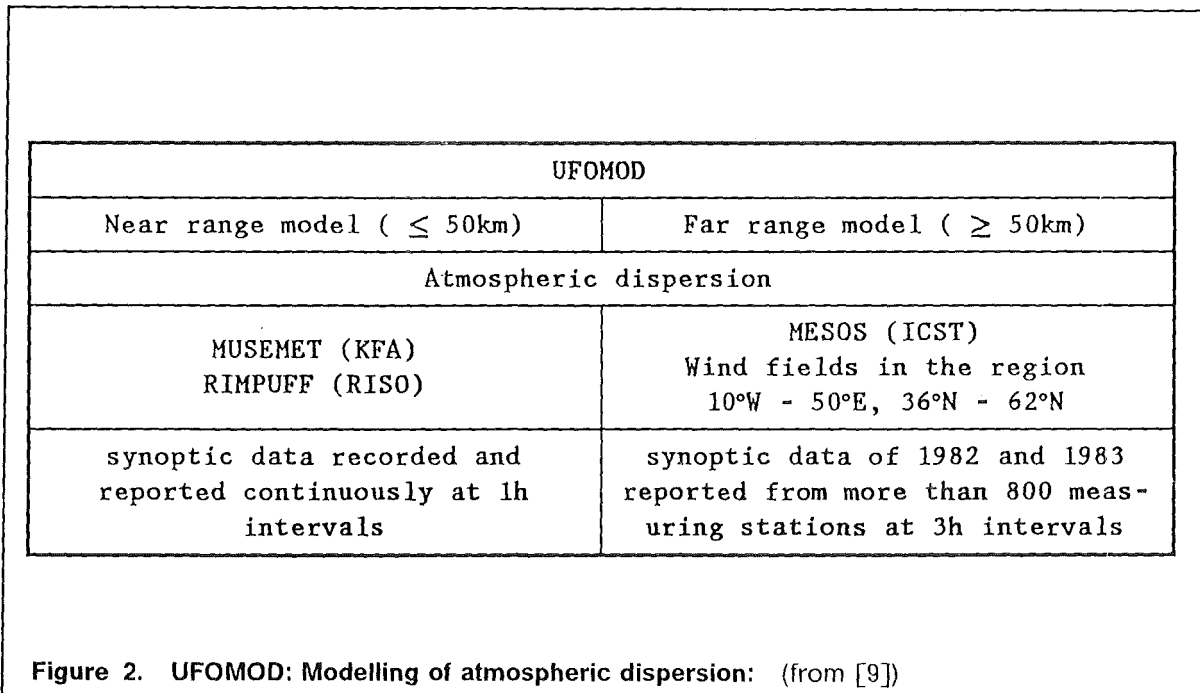 UFOMOD
Near range model ( ≤ 50km)
Far range model ( ≥ 50km)
Atmospheric dispersion
MUSEMET (KFA)
RIMPUFF (RISO)
MESOS (ICST)
Wind fields in the region
10°W - 50°E, 36°N - 62°N
synoptic data recorded and
reported continuously at 1h
intervals
synoptic data of 1982 and 1983
reported from more than 800 meas-
uring stations at 3h intervals
Figure 2. UFOMOD: Modelling of atmospheric dispersion: (from [9])